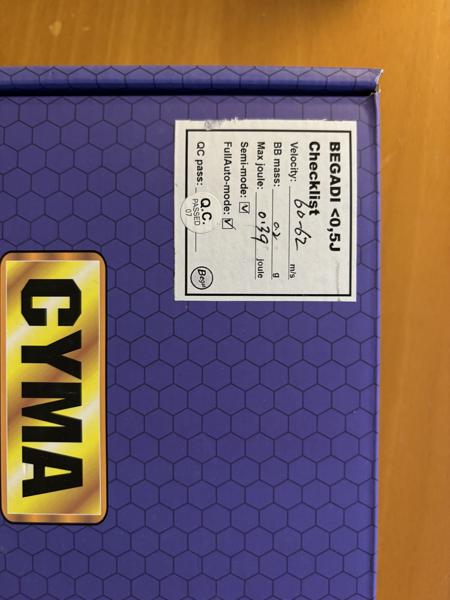 BEGADI <0,5J
Checklist
Velocity: 60-62 m/s
BB mass: 0.2 g
Max joule: 0'39 joule
Semi-mode: ☑
FullAuto-mode: ☑
QC pass: Q.C.
PASSED
07
CYMA